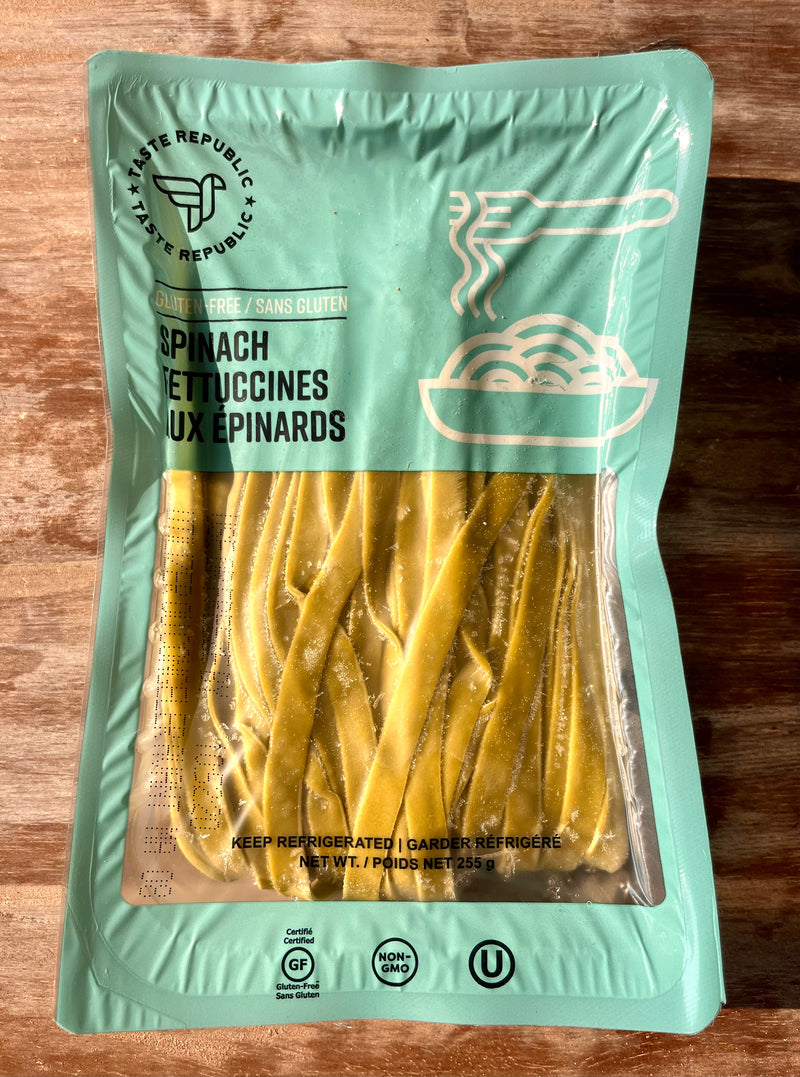 TASTE REPUBLIC
TASTE REPUBLIC
GLUTEN-FREE / SANS GLUTEN
SPINACH
FETTUCCINES
AUX ÉPINARDS
KEEP REFRIGERATED | GARDER RÉFRIGÉRÉ
NET WT. / POIDS NET 255 g
Certifié
Certified
GF
Gluten-Free
Sans Gluten
NON-
GMO
U